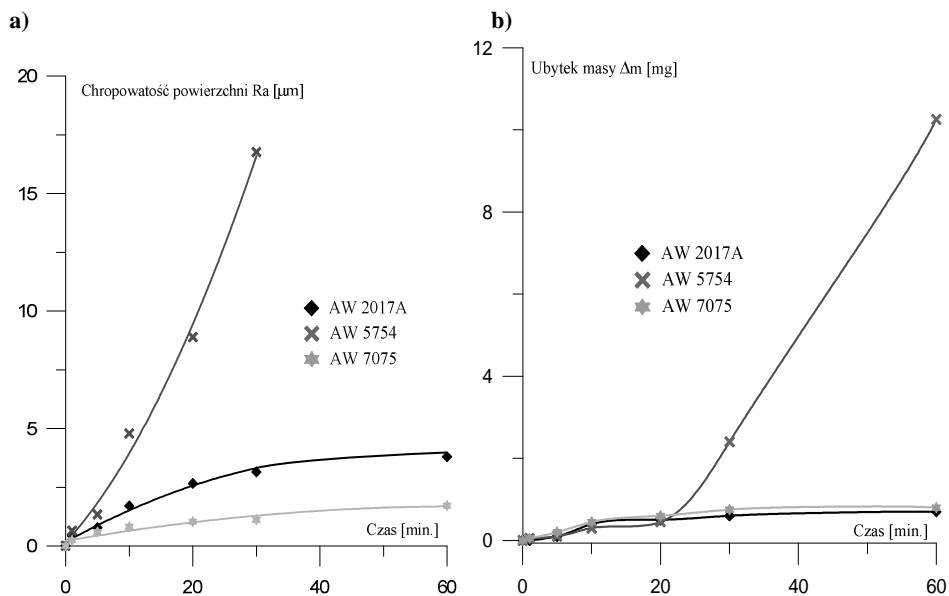 a)
20
15
10
5
0
0
20
40
60
Chropowatość powierzchni Ra [μm]
AW 2017A
AW 5754
AW 7075
Czas [min.]
b)
12
8
4
0
0
20
40
60
Ubytek masy Δm [mg]
AW 2017A
AW 5754
AW 7075
Czas [min.]